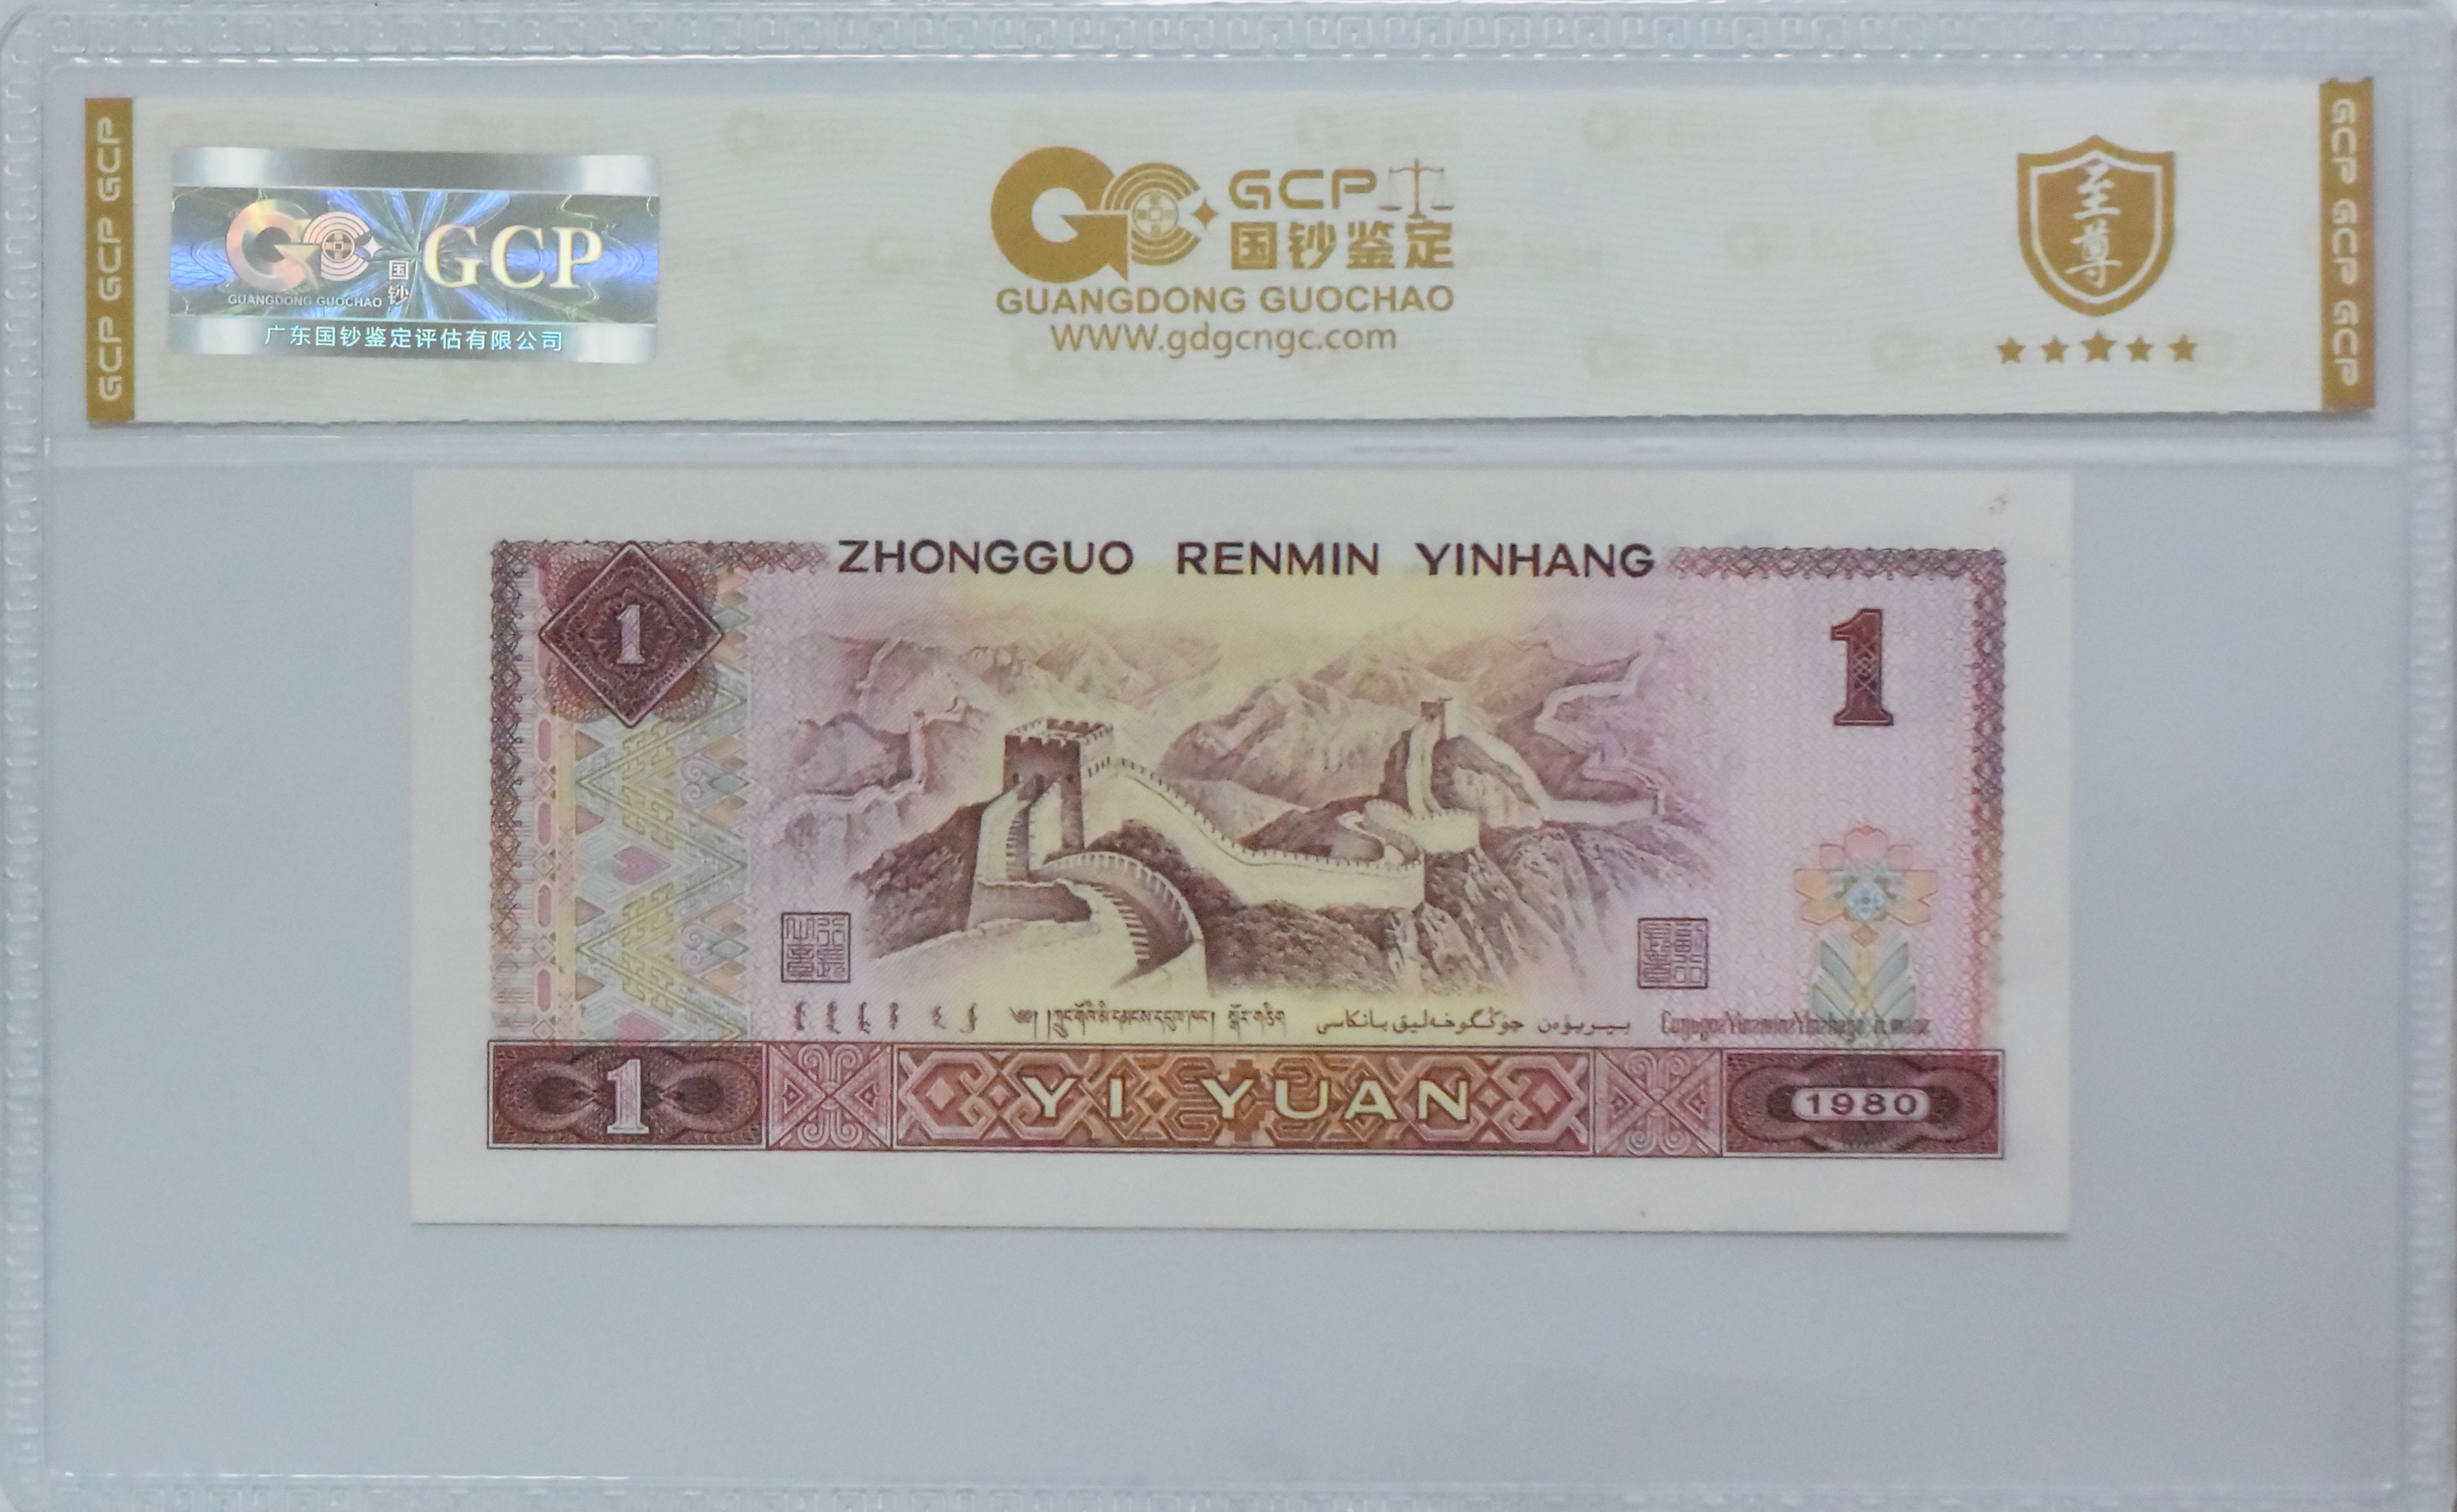 GCP GCP GCP
GUANGDONG GUOCHAO
国钞
GCP
广东国钞鉴定评估有限公司
GCP
国钞鉴定
GUANGDONG GUOCHAO
WWW.gdgcngc.com
至尊
GCP GCP GCP
ZHONGGUO RENMIN YINHANG
1
1
1
YI YUAN
1980